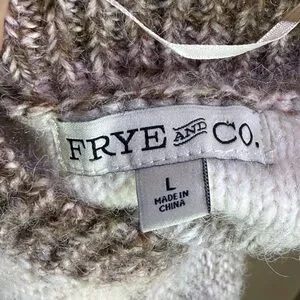 FRYE AND CO.
L
MADE IN
CHINA